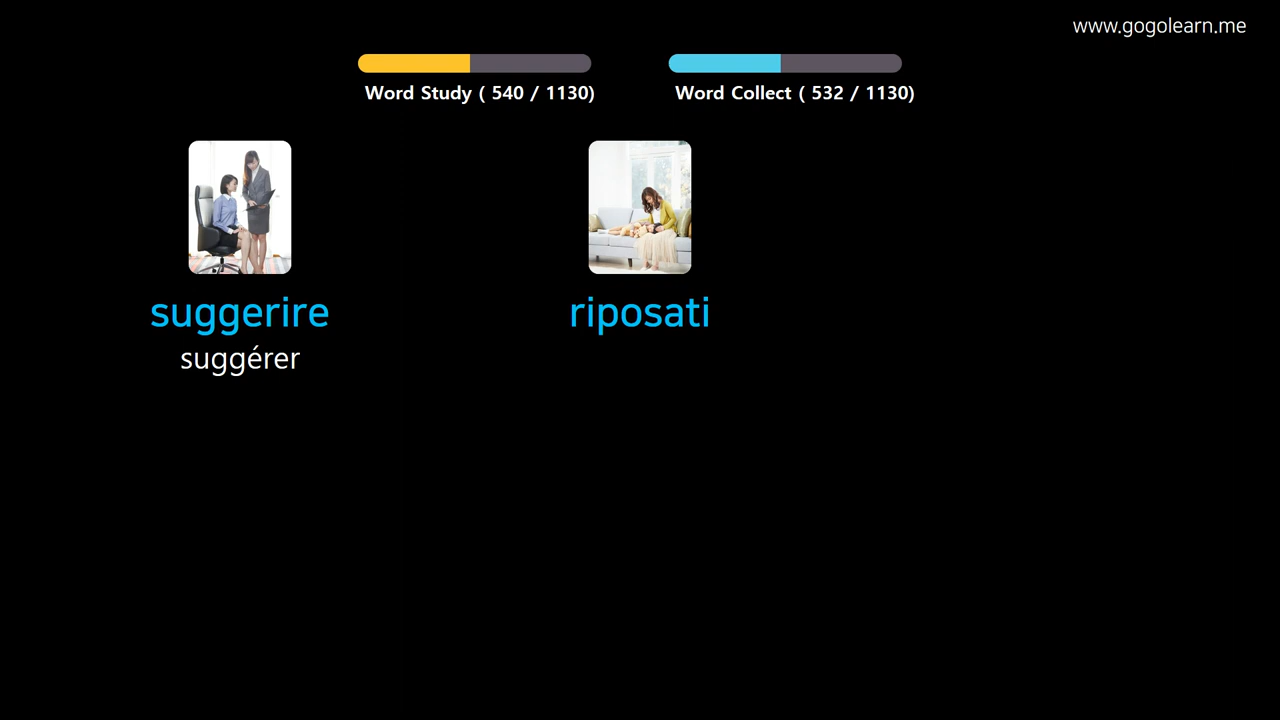 www.gogolearn.me
Word Study ( 540 / 1130)
Word Collect ( 532 / 1130)
suggerire
riposati
suggérer